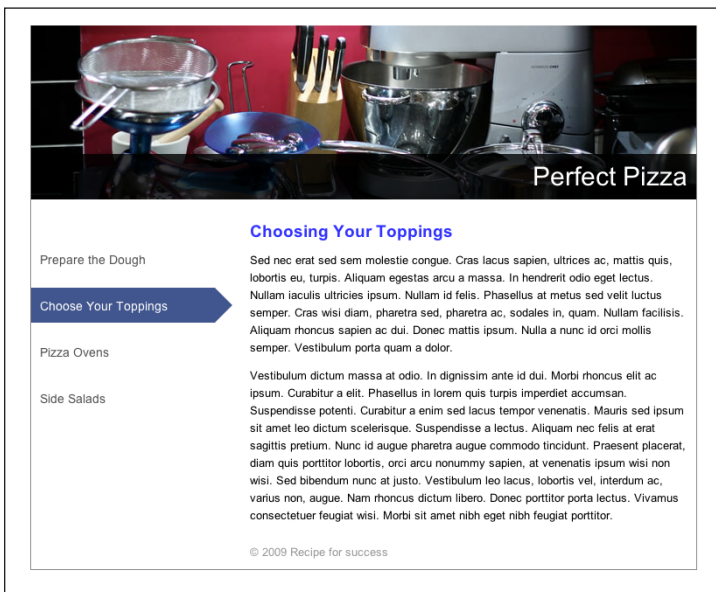 Perfect Pizza
Prepare the Dough
Choose Your Toppings
Pizza Ovens
Side Salads
Choosing Your Toppings
Sed nec erat sed sem molestie congue. Cras lacus sapien, ultrices ac, mattis quis,
lobortis eu, turpis. Aliquam egestas arcu a massa. In hendrerit odio eget lectus.
Nullam iaculis ultricies ipsum. Nullam id felis. Phasellus at metus sed velit luctus
semper. Cras wisi diam, pharetra sed, pharetra ac, sodales in, quam. Nullam facilisis.
Aliquam rhoncus sapien ac dui. Donec mattis ipsum. Nulla a nunc id orci mollis
semper. Vestibulum porta quam a dolor.
Vestibulum dictum massa at odio. In dignissim ante id dui. Morbi rhoncus elit ac
ipsum. Curabitur a elit. Phasellus in lorem quis turpis imperdiet accumsan.
Suspendisse potenti. Curabitur a enim sed lacus tempor venenatis. Mauris sed ipsum
sit amet leo dictum scelerisque. Suspendisse a lectus. Aliquam nec felis at erat
sagittis pretium. Nunc id augue pharetra augue commodo tincidunt. Praesent placerat,
diam quis porttitor lobortis, orci arcu nonummy sapien, at venenatis ipsum wisi non
wisi. Sed bibendum nunc at justo. Vestibulum leo lacus, lobortis vel, interdum ac,
varius non, augue. Nam rhoncus dictum libero. Donec porttitor porta lectus. Vivamus
consectetuer feugiat wisi. Morbi sit amet nibh eget nibh feugiat porttitor.
© 2009 Recipe for success